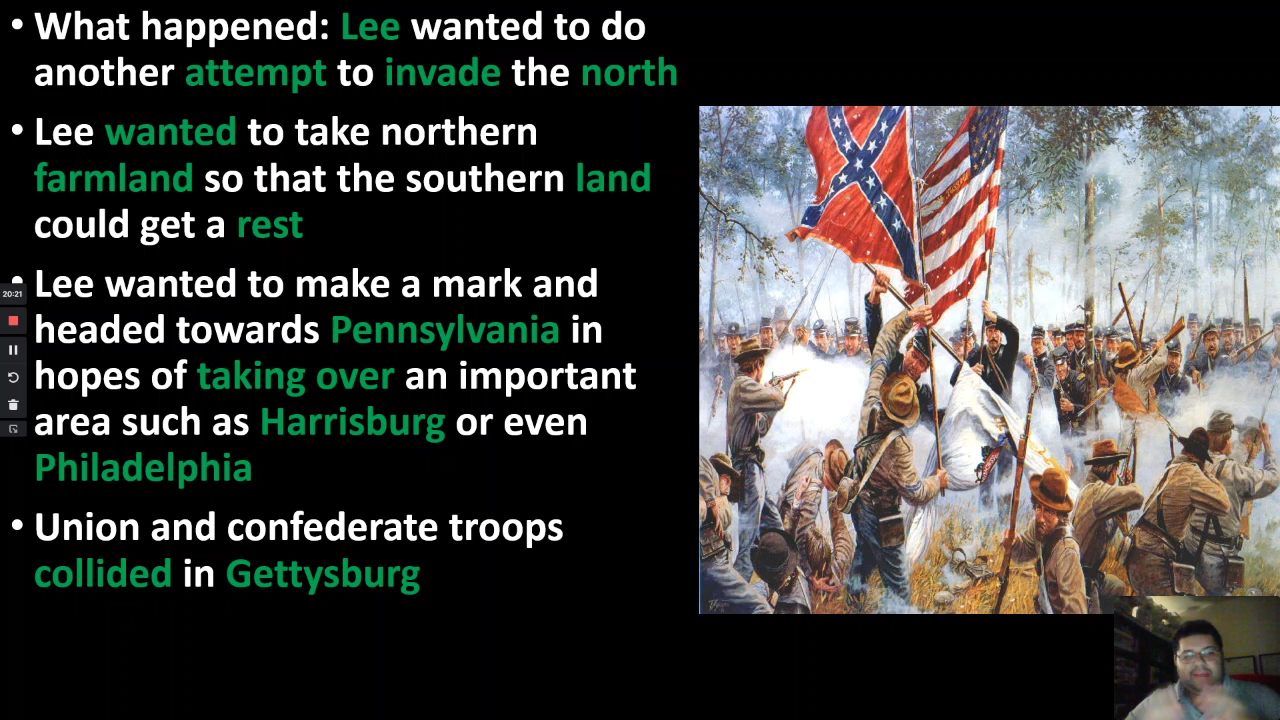 • What happened: Lee wanted to do
another attempt to invade the north
• Lee wanted to take northern
farmland so that the southern land
could get a rest
• Lee wanted to make a mark and
headed towards Pennsylvania in
hopes of taking over an important
area such as Harrisburg or even
Philadelphia
• Union and confederate troops
collided in Gettysburg
20:21